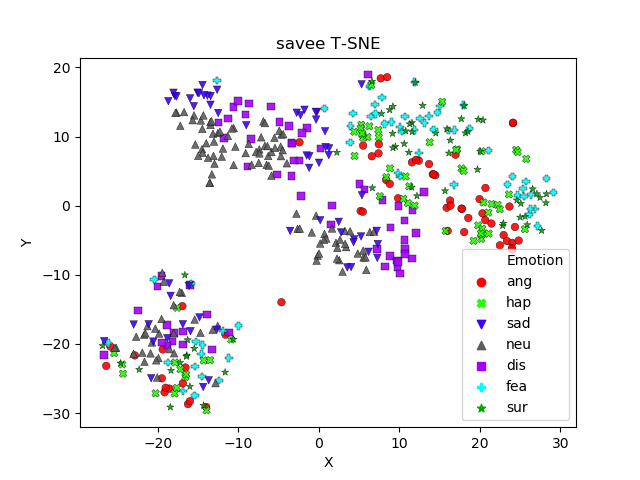 savee T-SNE
20
10
0
−10
−20
−30
Y
−20
−10
0
10
20
30
X
Emotion
ang
hap
sad
neu
dis
fea
sur